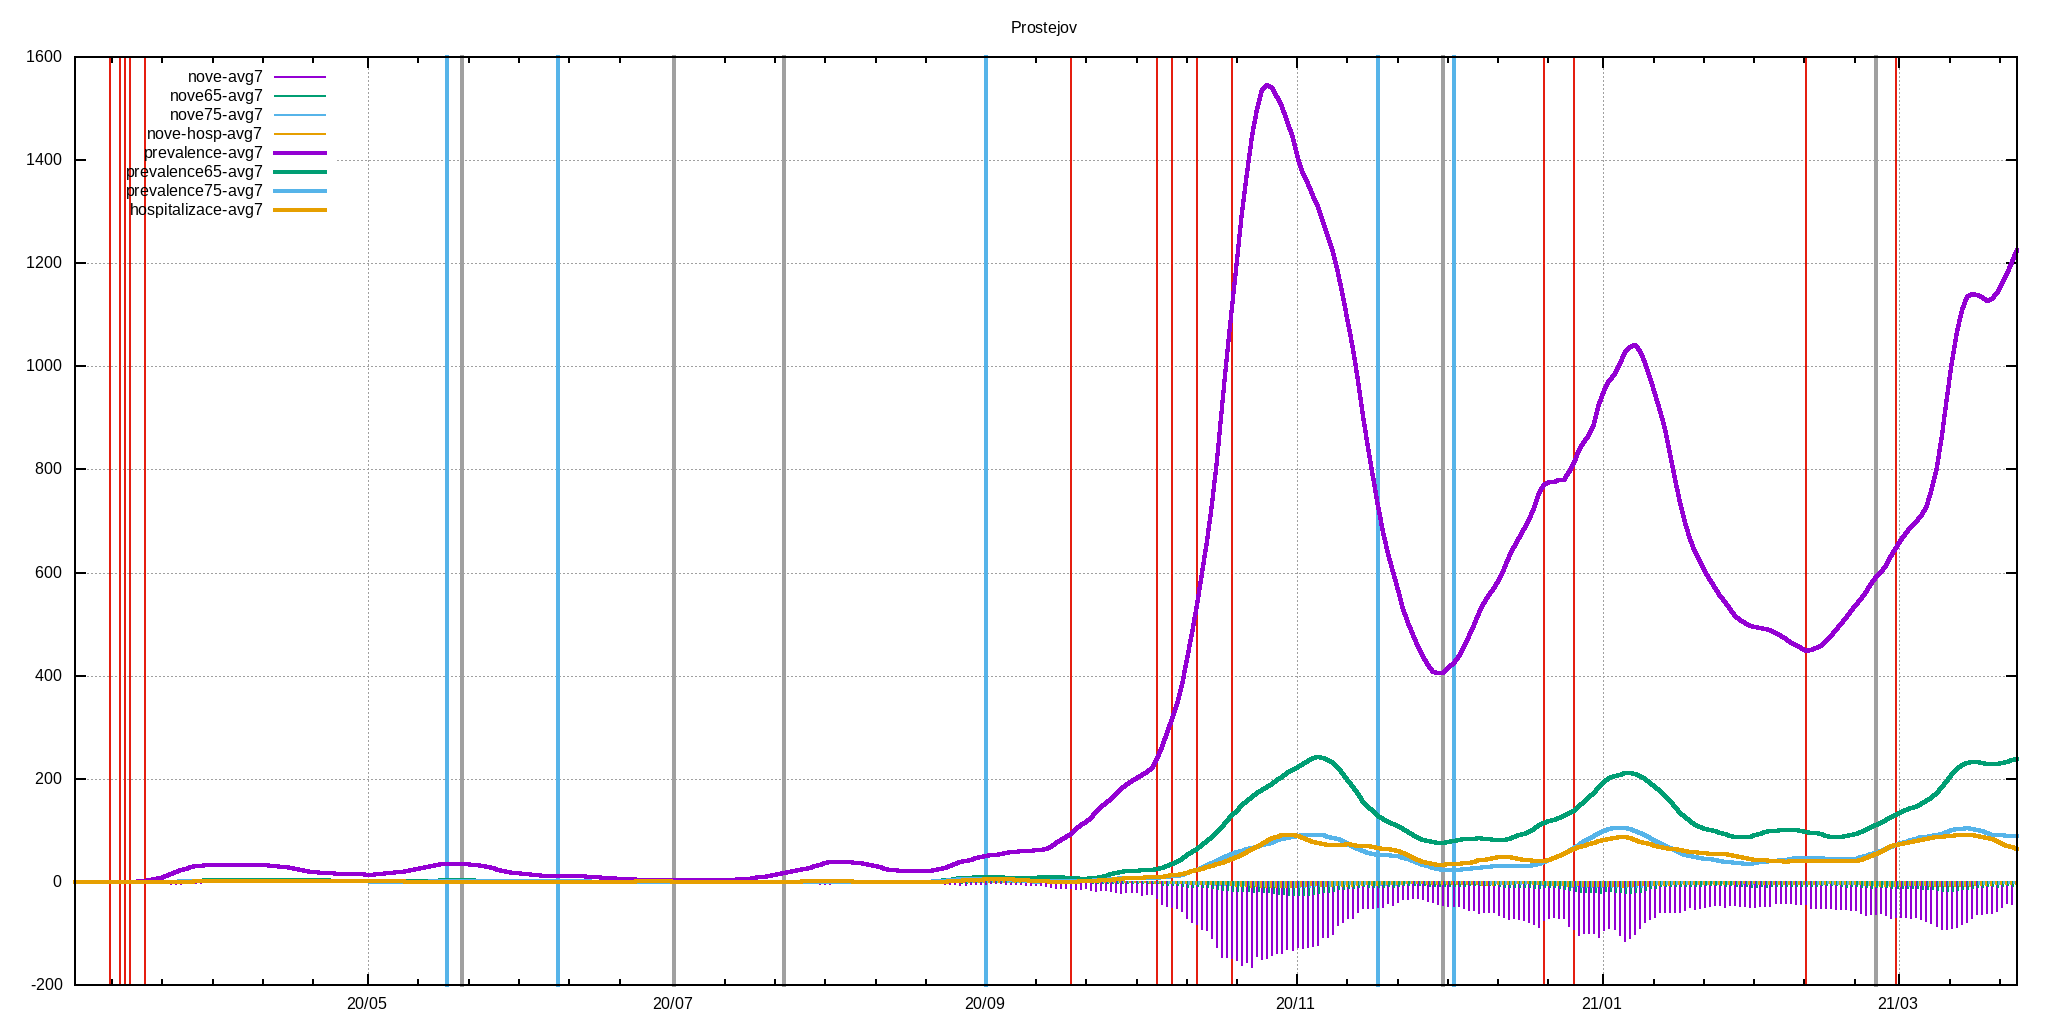 Prostejov
1600
1400
1200
1000
800
600
400
200
0
-200
nove-avg7
nove65-avg7
nove75-avg7
nove-hosp-avg7
prevalence-avg7
prevalence65-avg7
prevalence75-avg7
hospitalizace-avg7
20/05
20/07
20/09
20/11
21/01
21/03